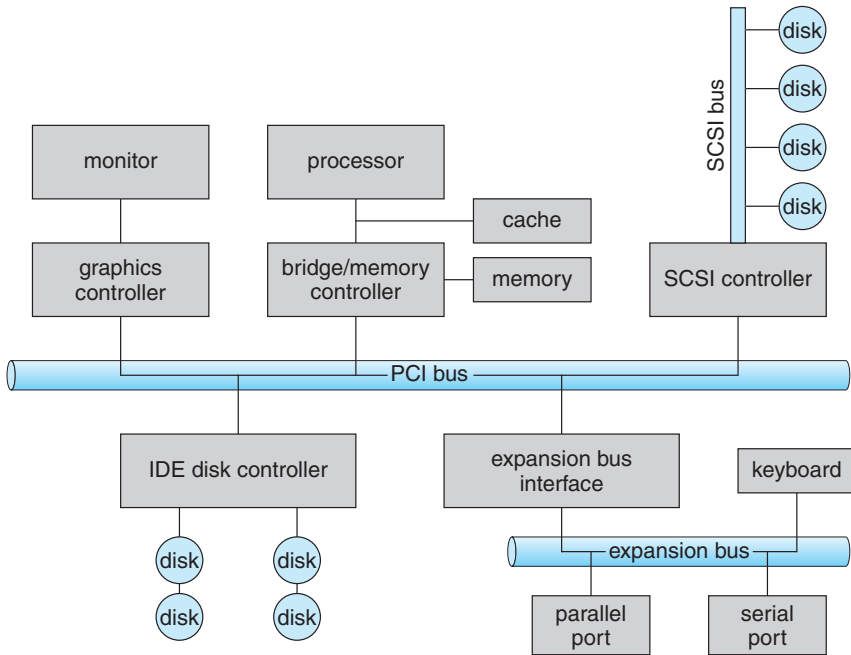 disk
disk
disk
disk
SCSI bus
monitor
processor
cache
graphics
controller
bridge/memory
controller
memory
SCSI controller
PCI bus
IDE disk controller
expansion bus
interface
keyboard
disk
disk
expansion bus
disk
disk
parallel
port
serial
port